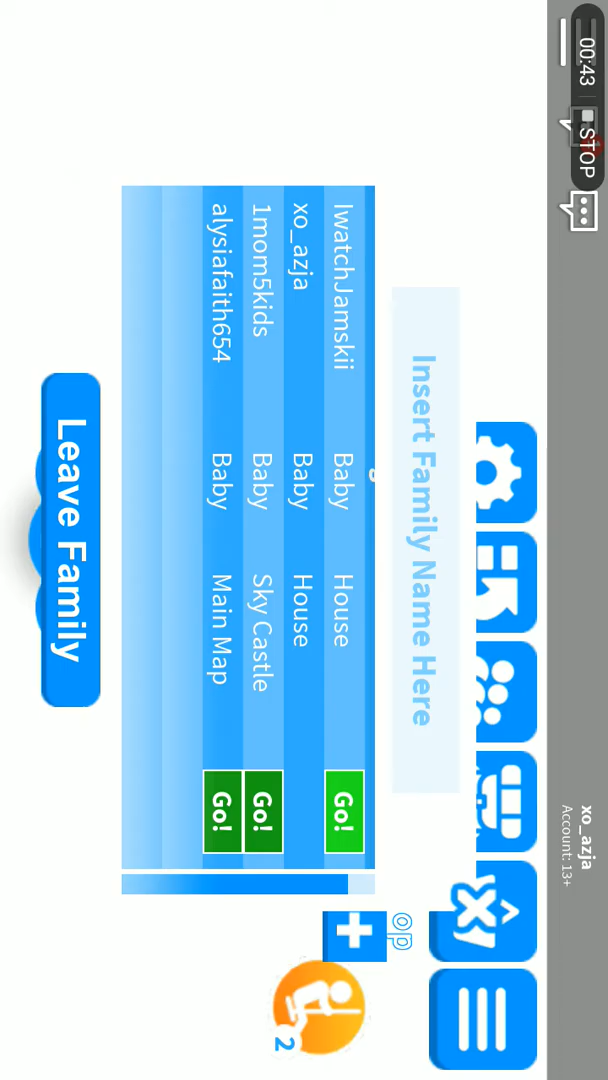 00:43 STOP
xo_azja
Account: 13+
Insert Family Name Here
IwatchJamskii Baby House Go!
xo_azja Baby House
1mom5kids Baby Sky Castle Go!
alysiafaith654 Baby Main Map Go!
Leave Family
op
2